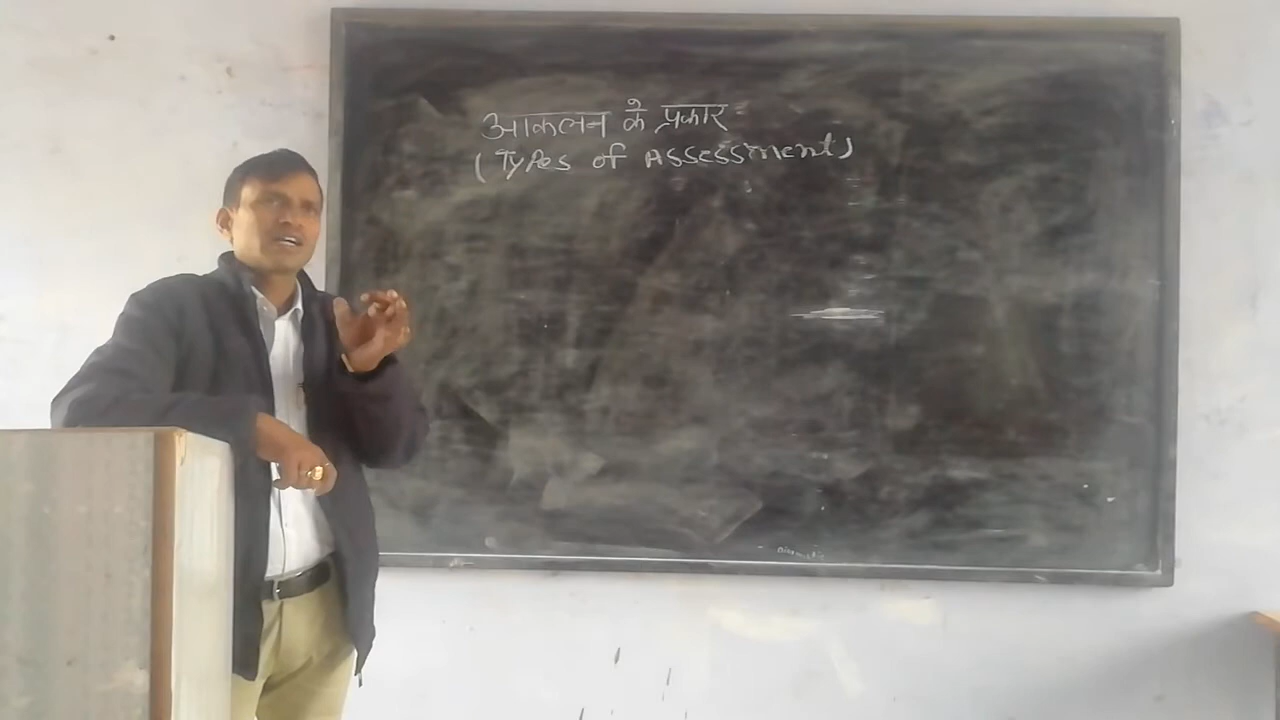 आकलन के प्रकार
(Types of Assessment)